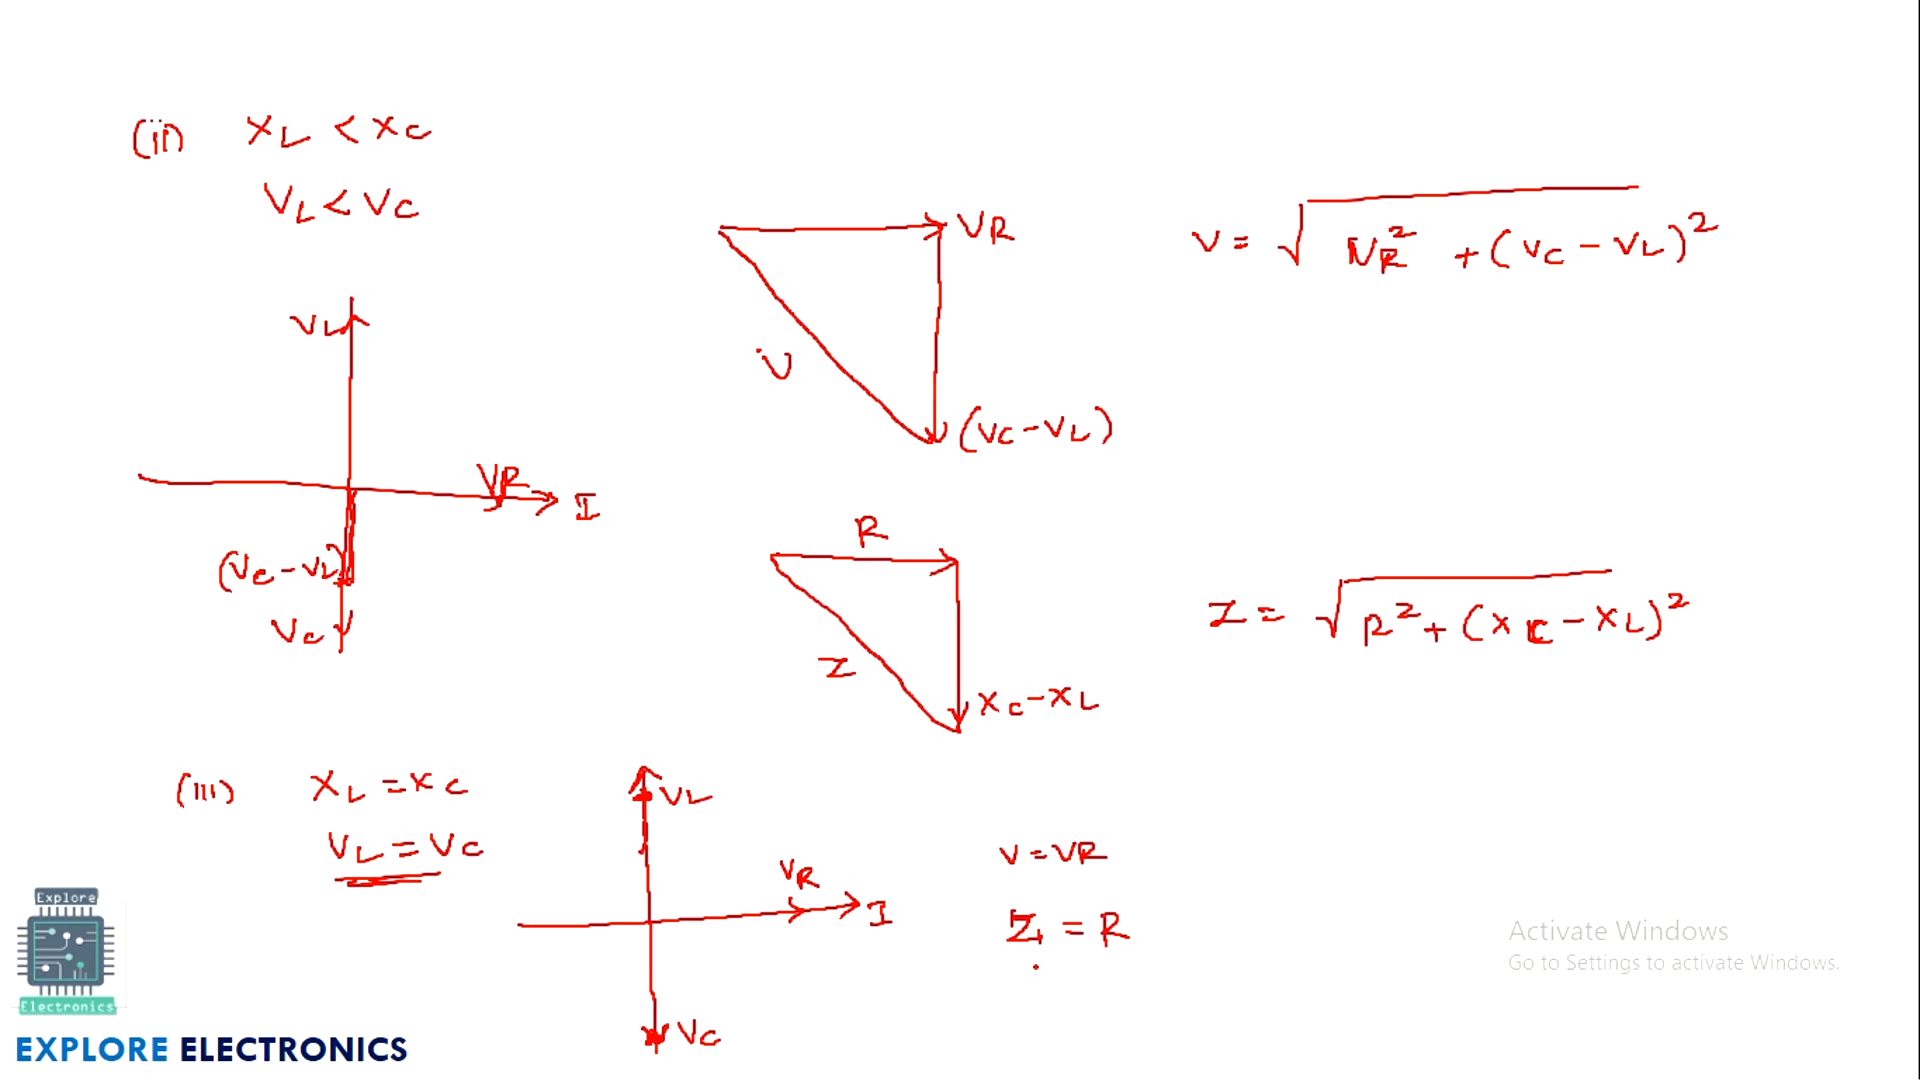 (ii) XL < XC
VL < VC
VR
V = √VR² + (VC - VL)²
VL
V
(VC - VL)
VR
I
(VC - VL)
VC
R
Z
XC - XL
Z = √R² + (XC - XL)²
(iii) XL = XC
VL = VC
VL
VR
I
VC
V = VR
Z = R
Explore
Electronics
EXPLORE ELECTRONICS
Activate Windows
Go to Settings to activate Windows.